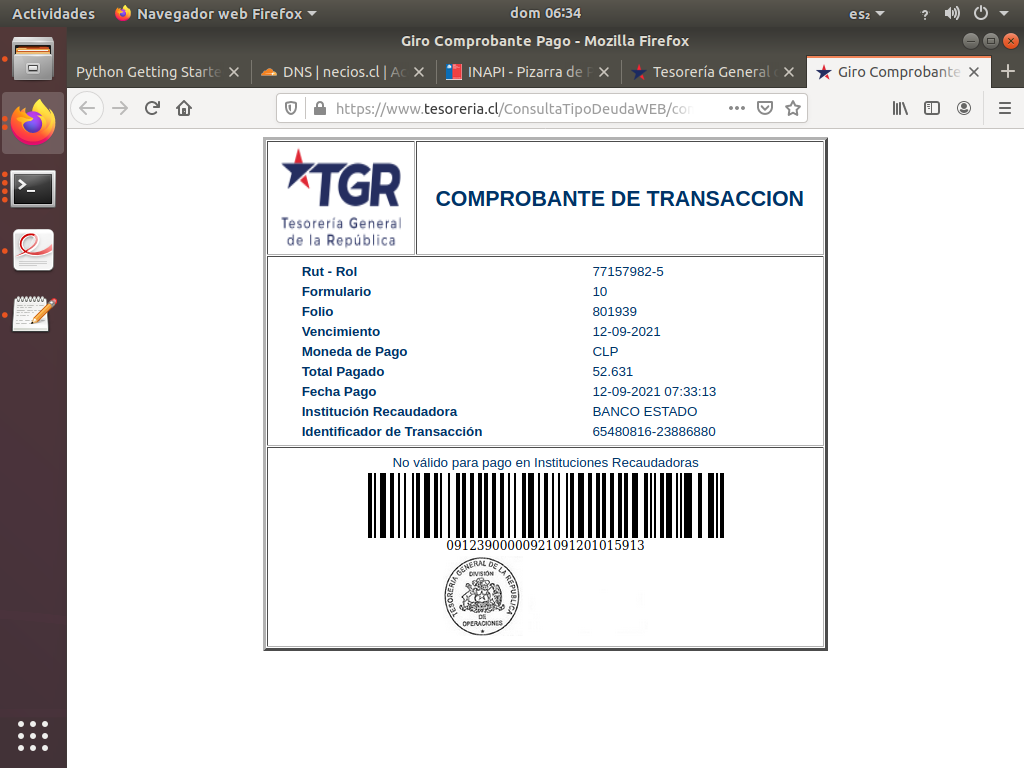 Actividades
Navegador web Firefox
dom 06:34
es₂
?
Giro Comprobante Pago - Mozilla Firefox
Python Getting Starte
DNS | necios.cl | Ac
INAPI - Pizarra de P
Tesorería General d
Giro Comprobante
https://www.tesoreria.cl/ConsultaTipoDeudaWEB/co
TGR
Tesorería General
de la República
COMPROBANTE DE TRANSACCION
Rut - Rol 77157982-5
Formulario 10
Folio 801939
Vencimiento 12-09-2021
Moneda de Pago CLP
Total Pagado 52.631
Fecha Pago 12-09-2021 07:33:13
Institución Recaudadora BANCO ESTADO
Identificador de Transacción 65480816-23886880
No válido para pago en Instituciones Recaudadoras
09123900000921091201015913
TESORERIA GENERAL DE LA REPUBLICA
DIVISIÓN
DE
OPERACIONES